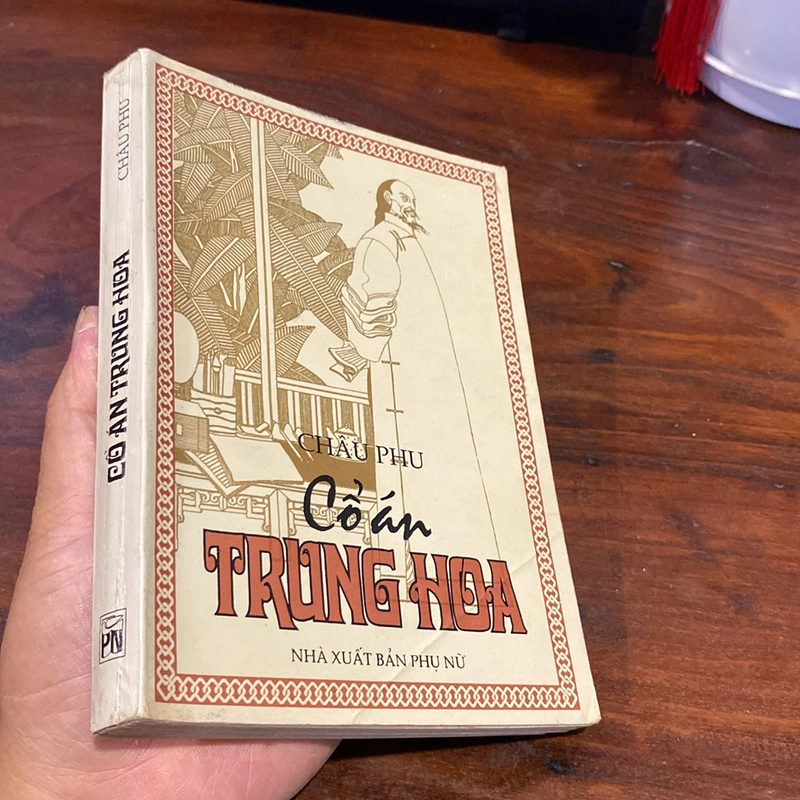 CHÂU PHU
CỔ ÁN TRUNG HOA
PN
CHÂU PHU
Cổ án
TRUNG HOA
NHÀ XUẤT BẢN PHỤ NỮ